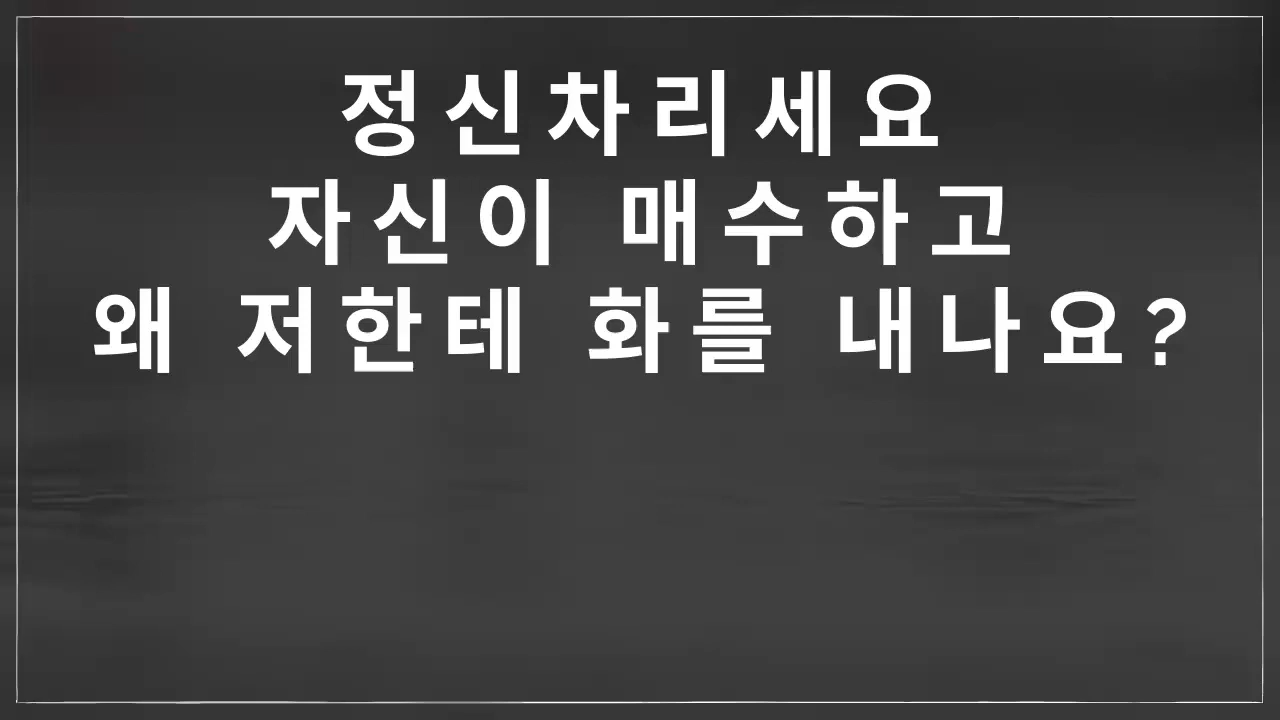 정신차리세요
자신이 매수하고
왜 저한테 화를 내나요?